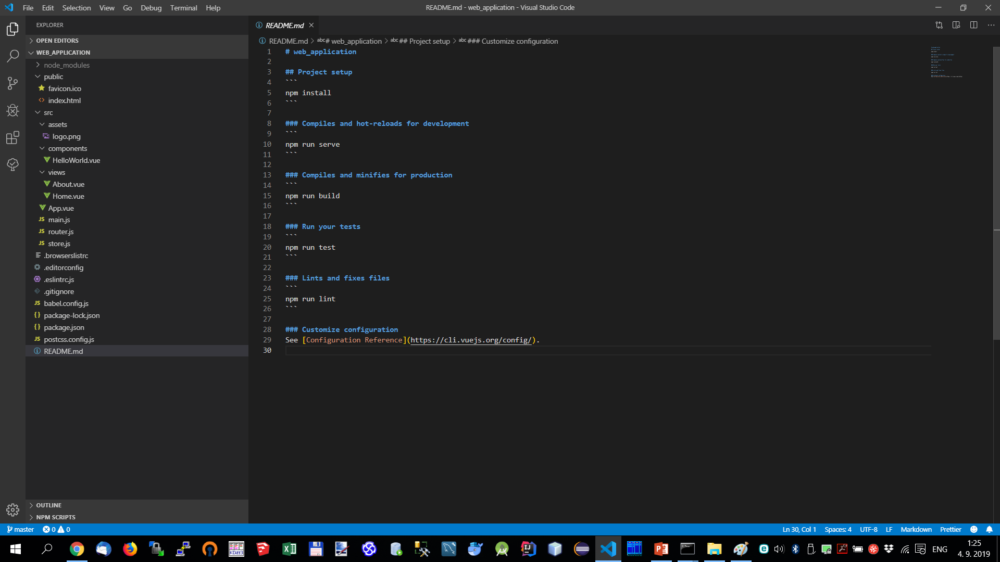 File Edit Selection View Go Debug Terminal Help
README.md - web_application - Visual Studio Code
EXPLORER
OPEN EDITORS
WEB_APPLICATION
node_modules
public
favicon.ico
<> index.html
src
assets
logo.png
components
HelloWorld.vue
views
About.vue
Home.vue
App.vue
JS main.js
JS router.js
JS store.js
.browserslistrc
.editorconfig
.eslintrc.js
.gitignore
JS babel.config.js
{} package-lock.json
{} package.json
JS postcss.config.js
README.md
OUTLINE
NPM SCRIPTS
README.md
README.md > abc # web_application > abc ## Project setup > abc ### Customize configuration
1 # web_application
2
3 ## Project setup
4 ```
5 npm install
6 ```
7
8 ### Compiles and hot-reloads for development
9 ```
10 npm run serve
11 ```
12
13 ### Compiles and minifies for production
14 ```
15 npm run build
16 ```
17
18 ### Run your tests
19 ```
20 npm run test
21 ```
22
23 ### Lints and fixes files
24 ```
25 npm run lint
26 ```
27
28 ### Customize configuration
29 See [Configuration Reference](https://cli.vuejs.org/config/).
30
master 0 0
Ln 30, Col 1 Spaces: 4 UTF-8 LF Markdown Prettier
ENG
1:25
4. 9. 2019